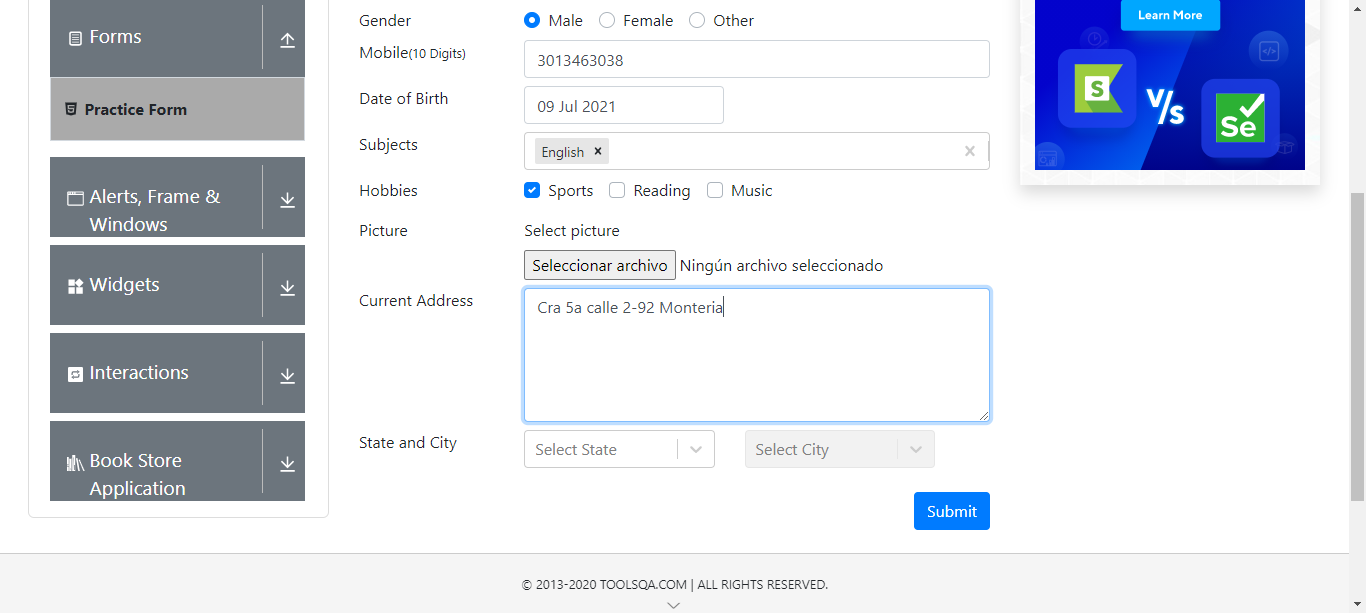 Forms
Practice Form
Alerts, Frame &
Windows
Widgets
Interactions
Book Store
Application
Gender
Male
Female
Other
Mobile(10 Digits)
3013463038
Date of Birth
09 Jul 2021
Subjects
English ×
×
Hobbies
Sports
Reading
Music
Picture
Select picture
Seleccionar archivo
Ningún archivo seleccionado
Current Address
Cra 5a calle 2-92 Monteria
State and City
Select State
Select City
Submit
Learn More
S
V/s
Se
© 2013-2020 TOOLSQA.COM | ALL RIGHTS RESERVED.